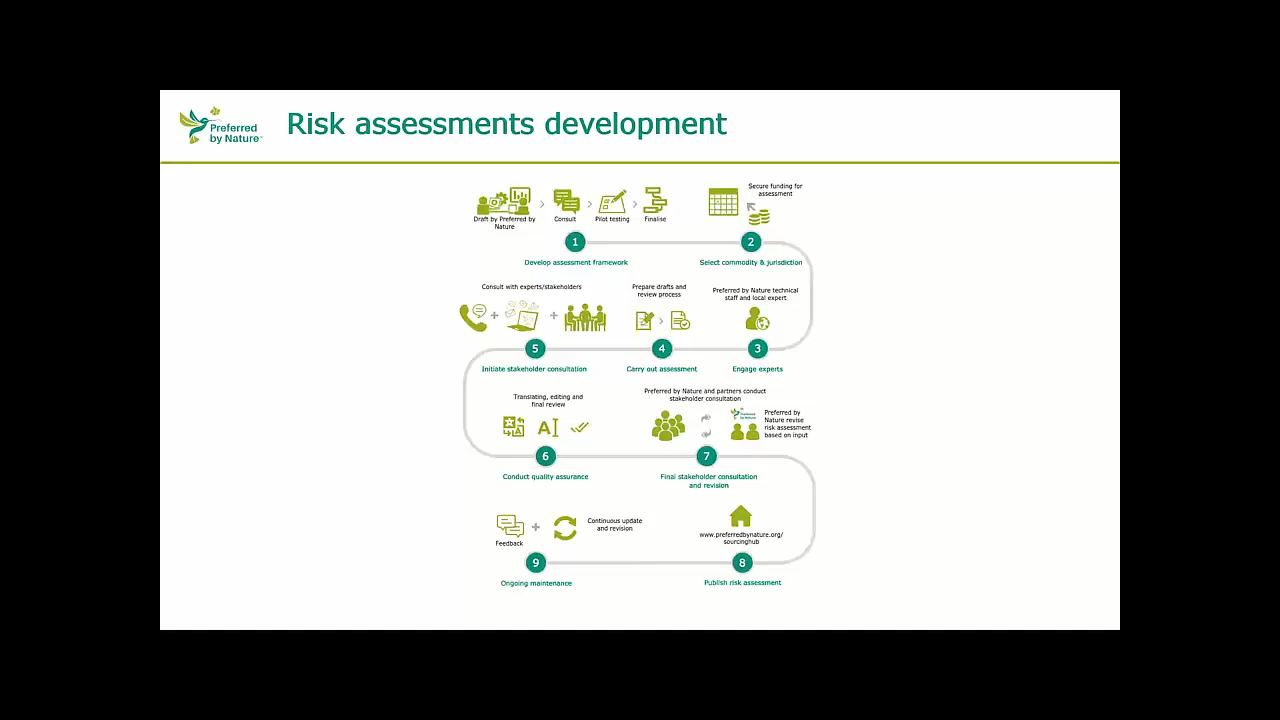 Preferred
by Nature™
Risk assessments development
Draft by Preferred by
Nature
Consult
Pilot testing
Finalise
Secure funding for
assessment
1
2
Develop assessment framework
Select commodity & jurisdiction
Consult with experts/stakeholders
Prepare drafts and
review process
Preferred by Nature technical
staff and local expert
5
4
3
Initiate stakeholder consultation
Carry out assessment
Engage experts
Translating, editing and
final review
Preferred by Nature and partners conduct
stakeholder consultation
Preferred
by Nature
Preferred by
Nature revise
risk assessment
based on input
A
6
7
Conduct quality assurance
Final stakeholder consultation
and revision
Feedback
Continuous update
and revision
www.preferredbynature.org/
sourcinghub
9
8
Ongoing maintenance
Publish risk assessment